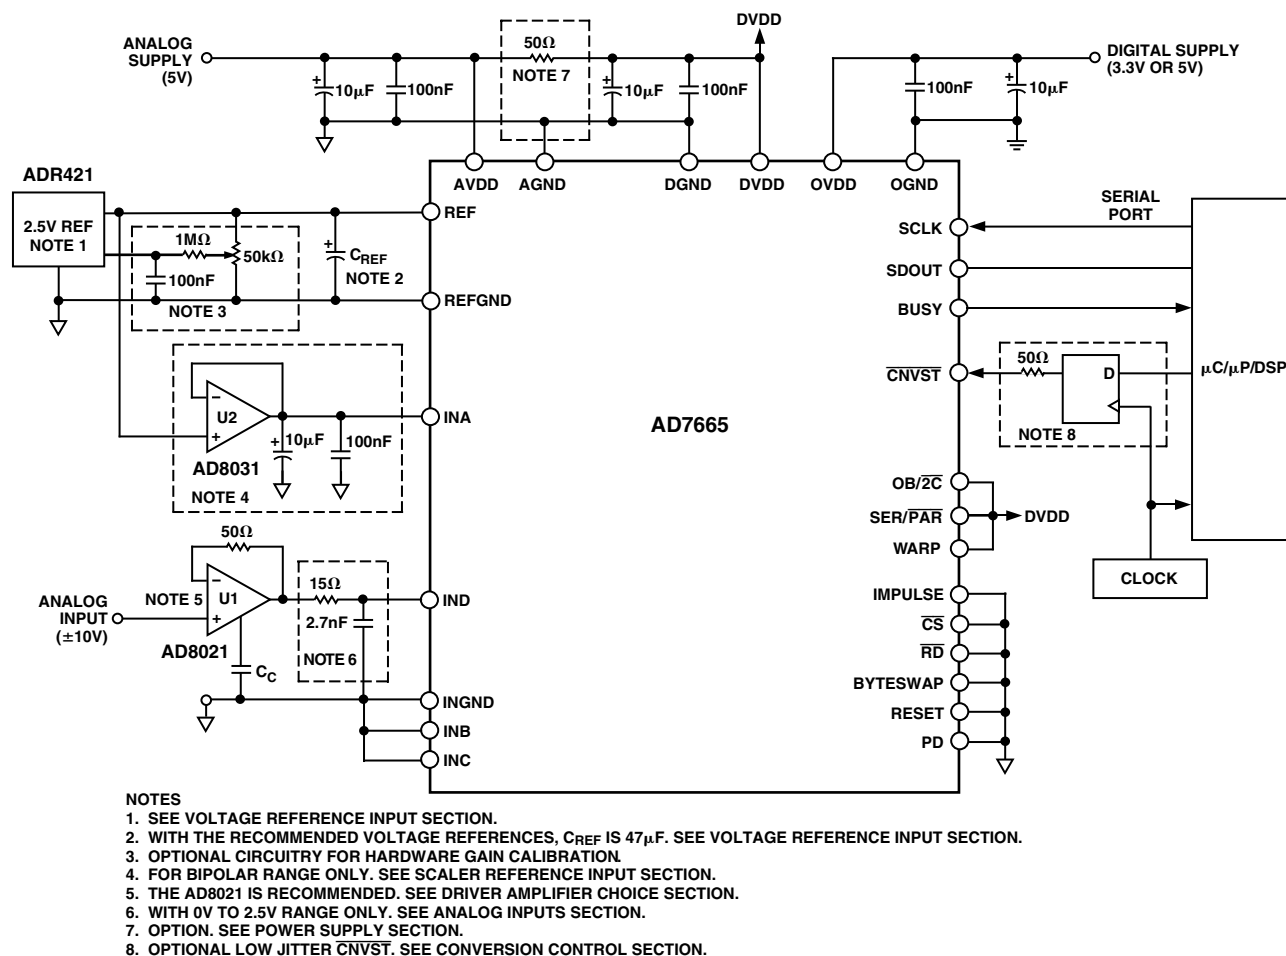 ANALOG
SUPPLY
(5V)
50Ω
NOTE 7
DVDD
DIGITAL SUPPLY
(3.3V OR 5V)
+
10μF
100nF
+
10μF
100nF
100nF
+
10μF
AVDD
AGND
DGND
DVDD
OVDD
OGND
ADR421
2.5V REF
NOTE 1
1MΩ
50kΩ
100nF
NOTE 3
+
CREF
NOTE 2
REF
REFGND
SERIAL
PORT
SCLK
SDOUT
BUSY
CNVST
50Ω
D
NOTE 8
μC/μP/DSP
–
U2
+
AD8031
NOTE 4
+
10μF
100nF
INA
AD7665
OB/2C
SER/PAR
WARP
DVDD
CLOCK
50Ω
ANALOG
INPUT
(±10V)
NOTE 5
–
U1
+
AD8021
CC
15Ω
2.7nF
NOTE 6
IND
INGND
INB
INC
IMPULSE
CS
RD
BYTESWAP
RESET
PD
NOTES
1. SEE VOLTAGE REFERENCE INPUT SECTION.
2. WITH THE RECOMMENDED VOLTAGE REFERENCES, CREF IS 47μF. SEE VOLTAGE REFERENCE INPUT SECTION.
3. OPTIONAL CIRCUITRY FOR HARDWARE GAIN CALIBRATION.
4. FOR BIPOLAR RANGE ONLY. SEE SCALER REFERENCE INPUT SECTION.
5. THE AD8021 IS RECOMMENDED. SEE DRIVER AMPLIFIER CHOICE SECTION.
6. WITH 0V TO 2.5V RANGE ONLY. SEE ANALOG INPUTS SECTION.
7. OPTION. SEE POWER SUPPLY SECTION.
8. OPTIONAL LOW JITTER CNVST. SEE CONVERSION CONTROL SECTION.